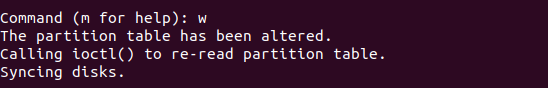 Command (m for help): w
The partition table has been altered.
Calling ioctl() to re-read partition table.
Syncing disks.